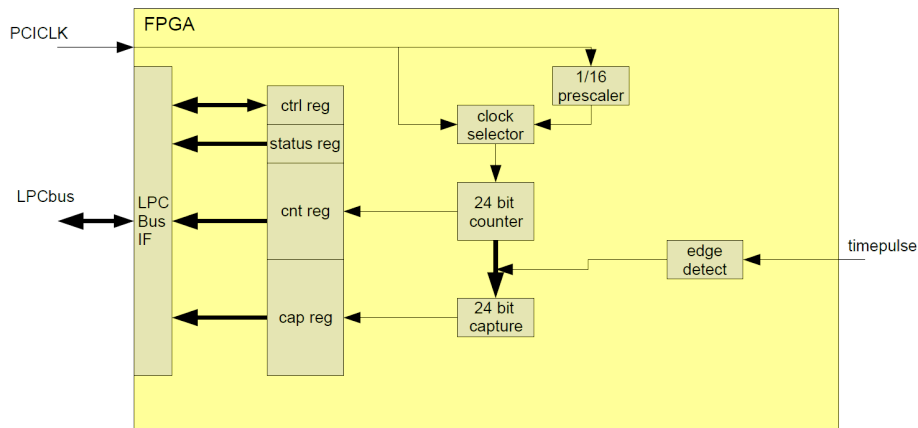 FPGA
PCICLK
1/16
prescaler
ctrl reg
clock
selector
status reg
LPCbus
LPC
Bus
IF
cnt reg
24 bit
counter
edge
detect
timepulse
cap reg
24 bit
capture